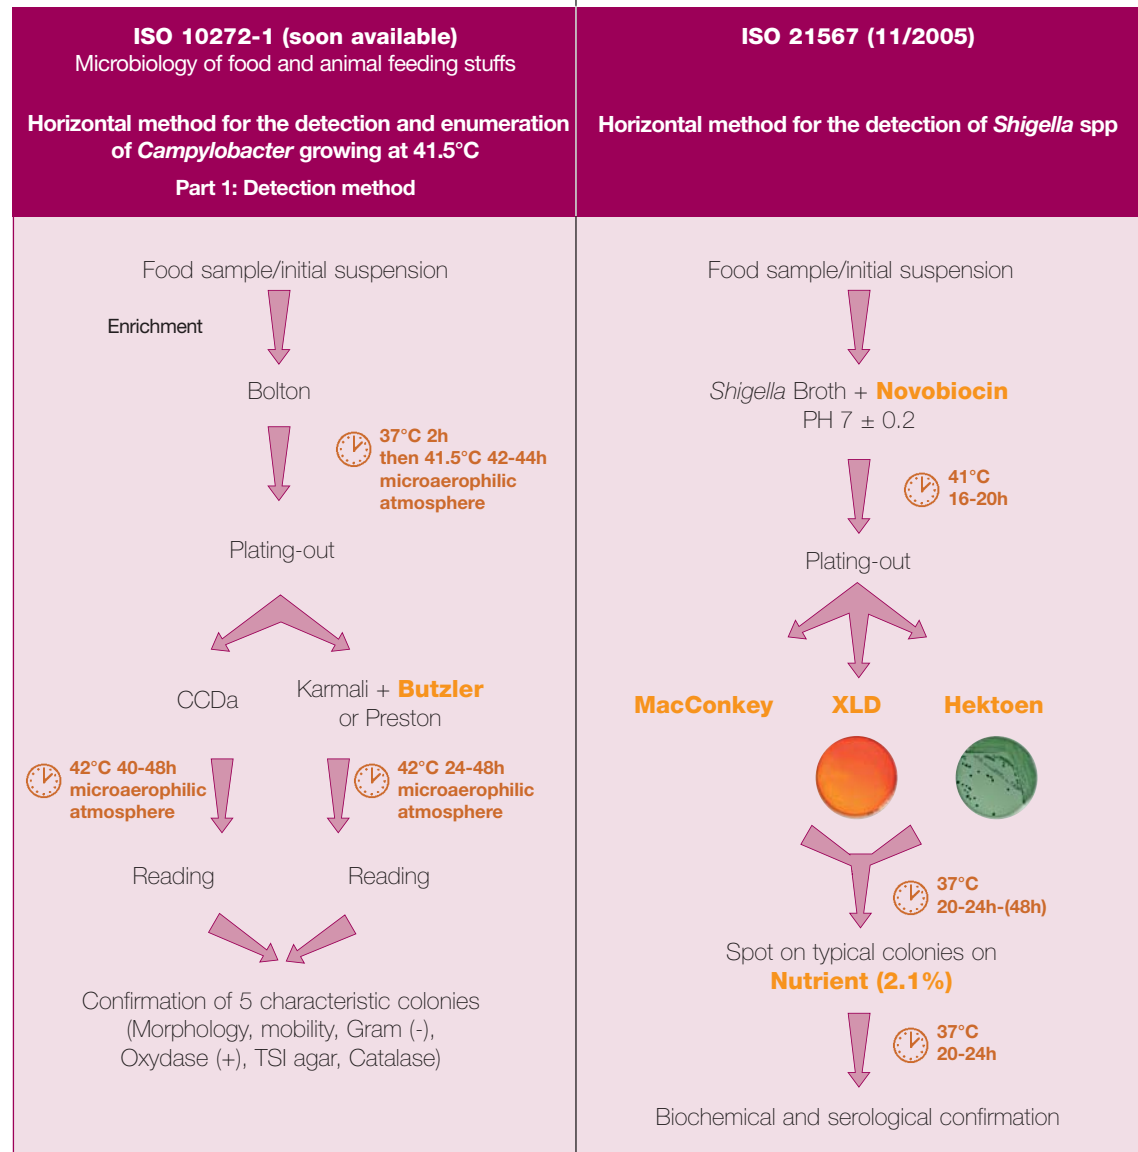 ISO 10272-1 (soon available)
Microbiology of food and animal feeding stuffs
Horizontal method for the detection and enumeration
of Campylobacter growing at 41.5°C
Part 1: Detection method
Food sample/initial suspension
Enrichment
Bolton
37°C 2h
then 41.5°C 42-44h
microaerophilic
atmosphere
Plating-out
CCDa
Karmali + Butzler
or Preston
42°C 40-48h
microaerophilic
atmosphere
42°C 24-48h
microaerophilic
atmosphere
Reading
Reading
Confirmation of 5 characteristic colonies
(Morphology, mobility, Gram (-),
Oxydase (+), TSI agar, Catalase)
ISO 21567 (11/2005)
Horizontal method for the detection of Shigella spp
Food sample/initial suspension
Shigella Broth + Novobiocin
PH 7 ± 0.2
41°C
16-20h
Plating-out
MacConkey
XLD
Hektoen
37°C
20-24h-(48h)
Spot on typical colonies on
Nutrient (2.1%)
37°C
20-24h
Biochemical and serological confirmation